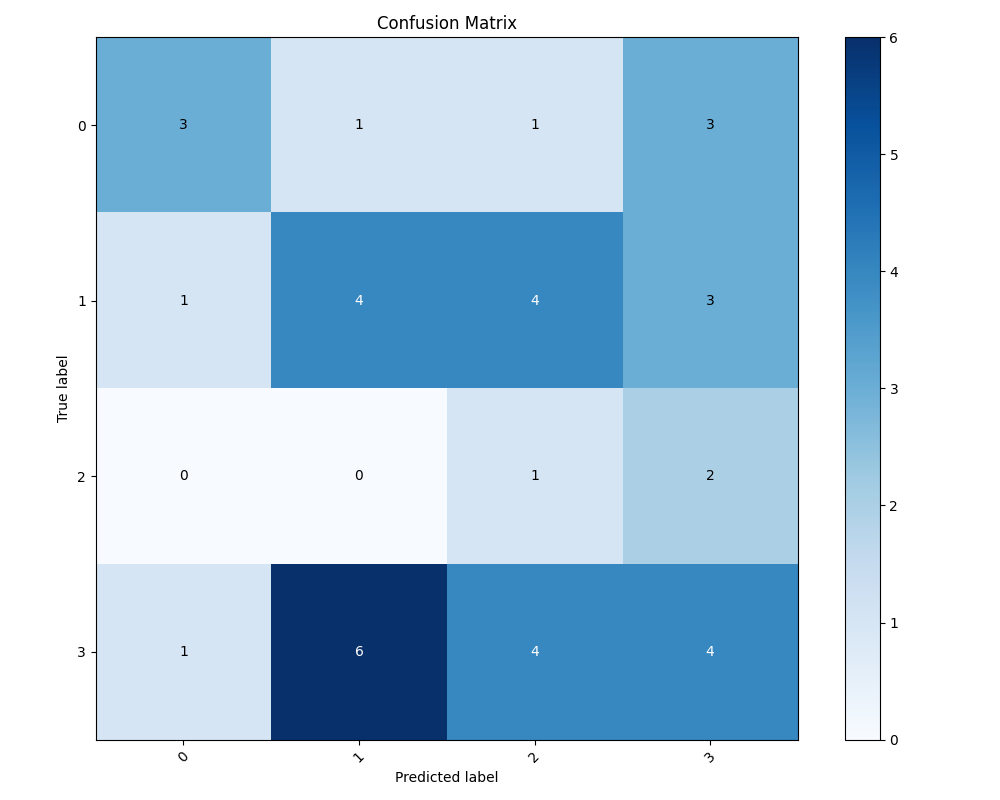 Confusion Matrix
0 3 1 1 3
1 1 4 4 3
2 0 0 1 2
3 1 6 4 4
0 1 2 3
True label
Predicted label
6
5
4
3
2
1
0